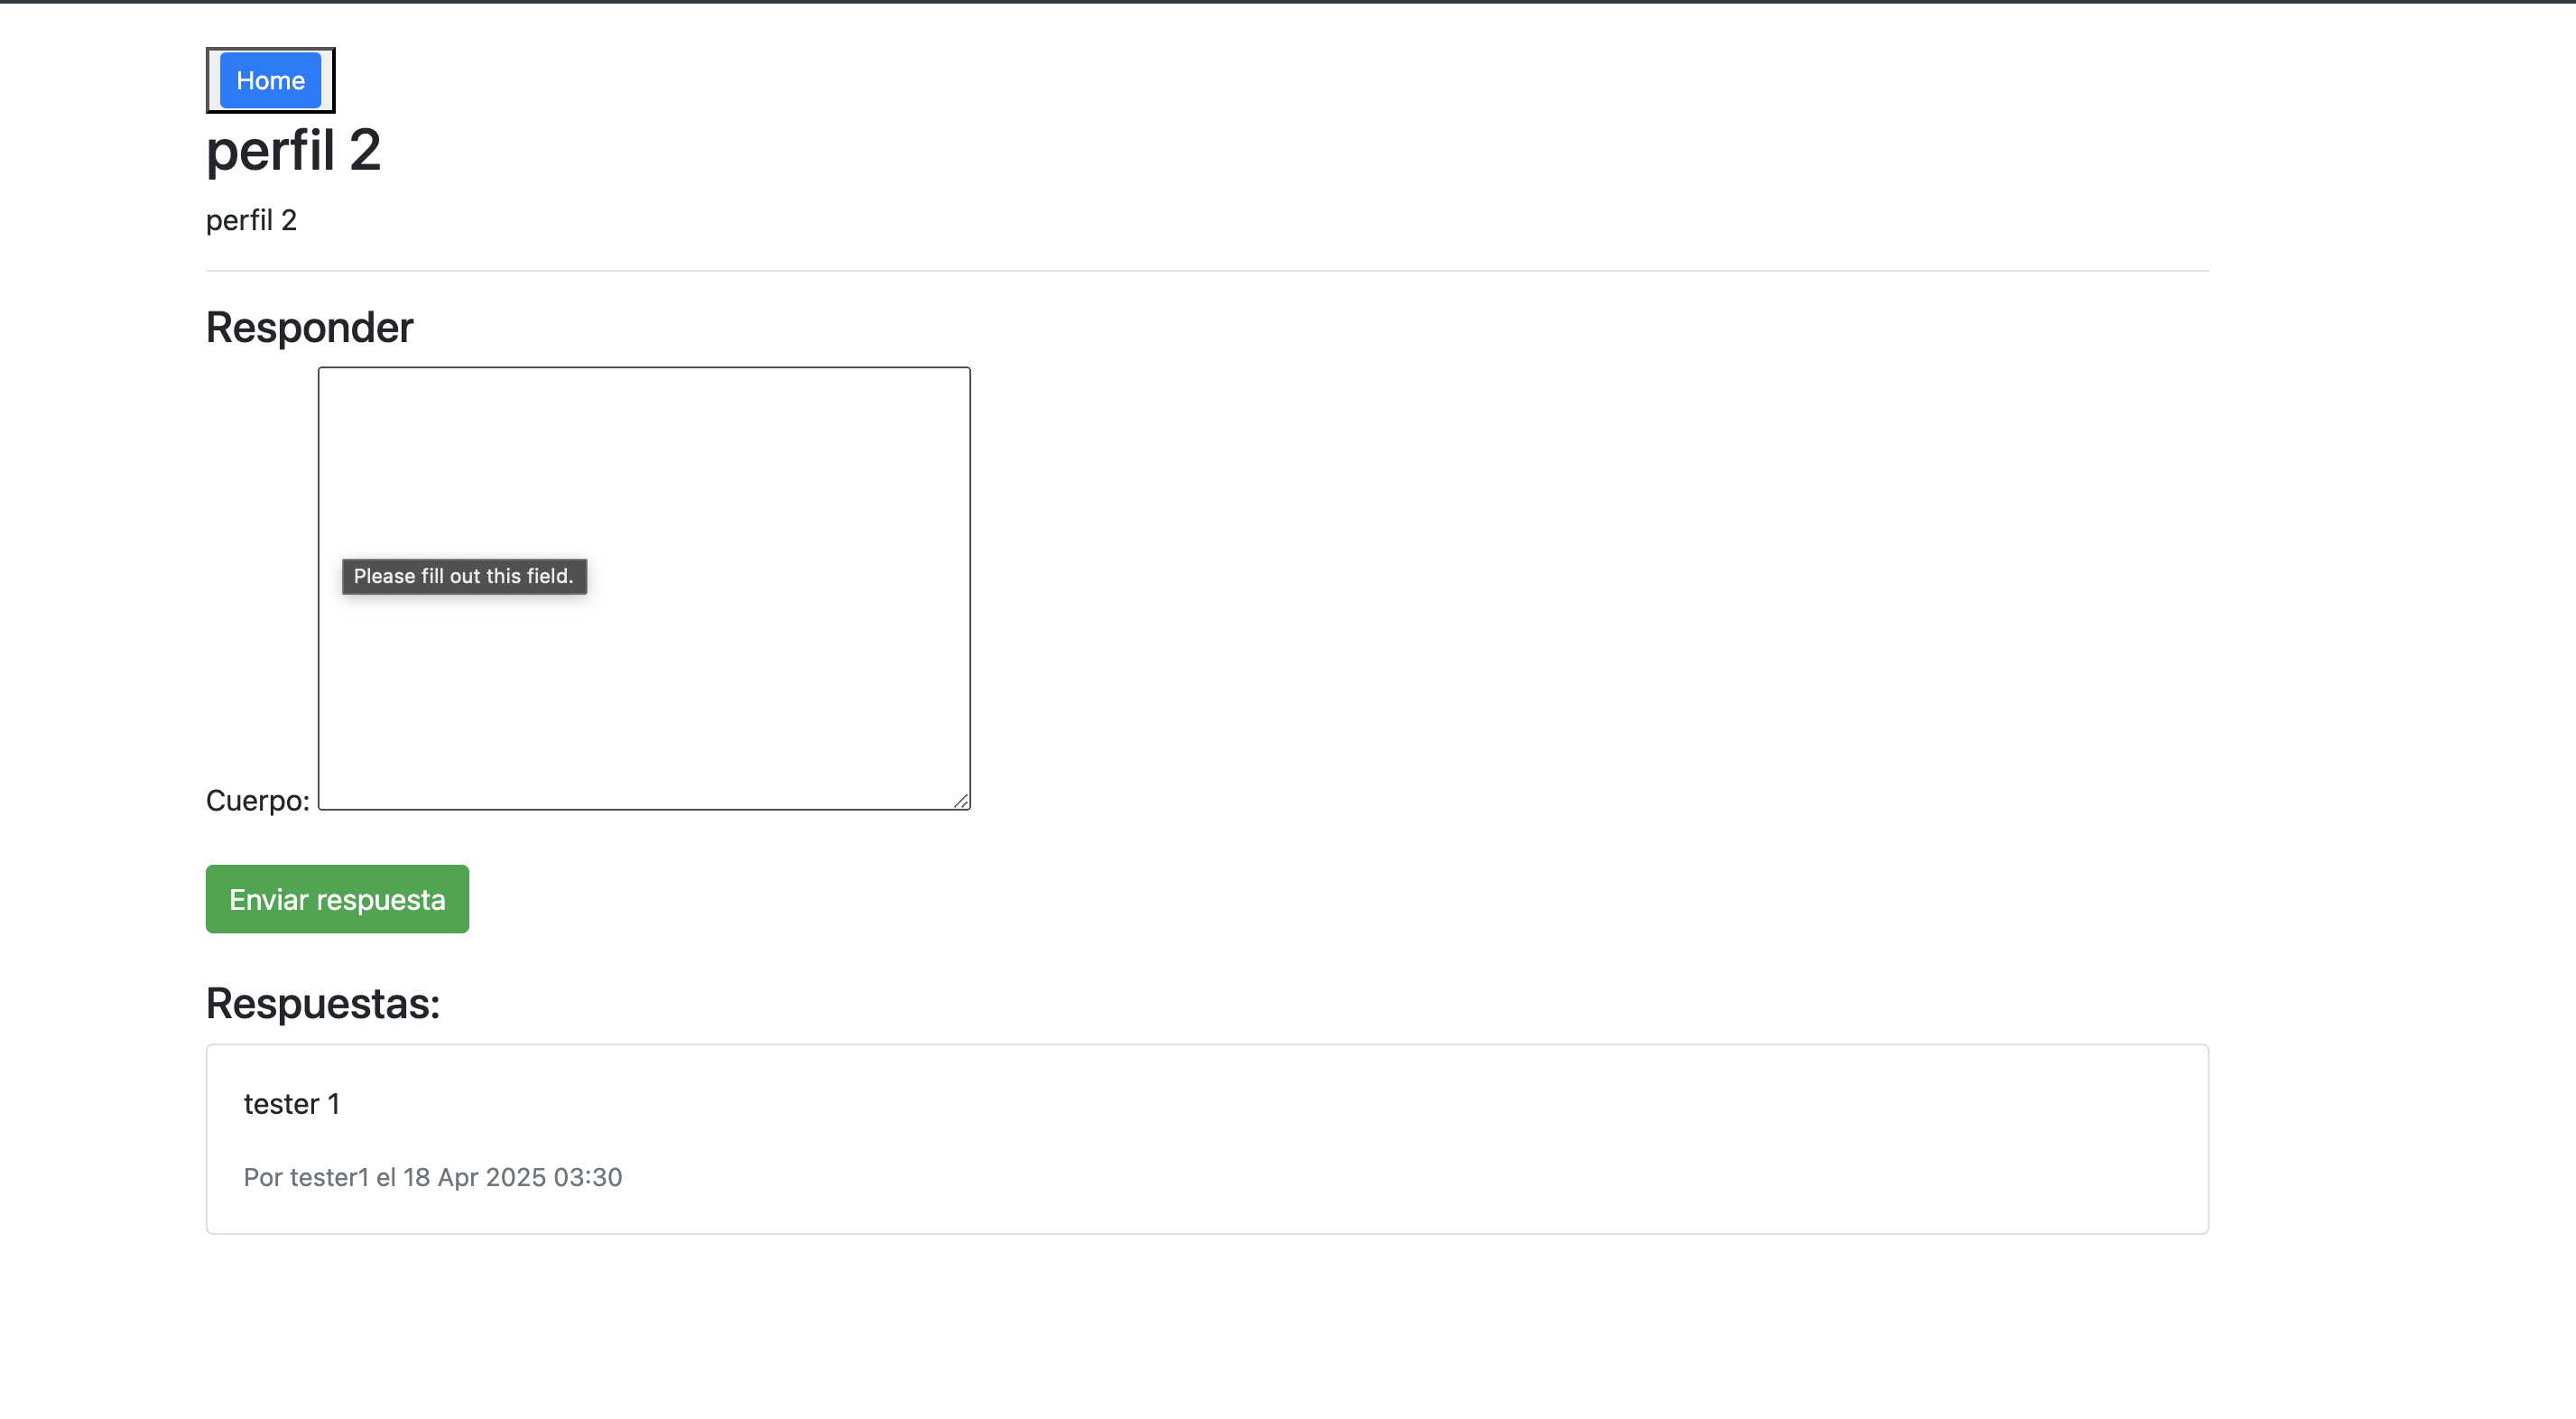 Home
perfil 2
perfil 2
Responder
Please fill out this field.
Cuerpo:
Enviar respuesta
Respuestas:
tester 1
Por tester1 el 18 Apr 2025 03:30